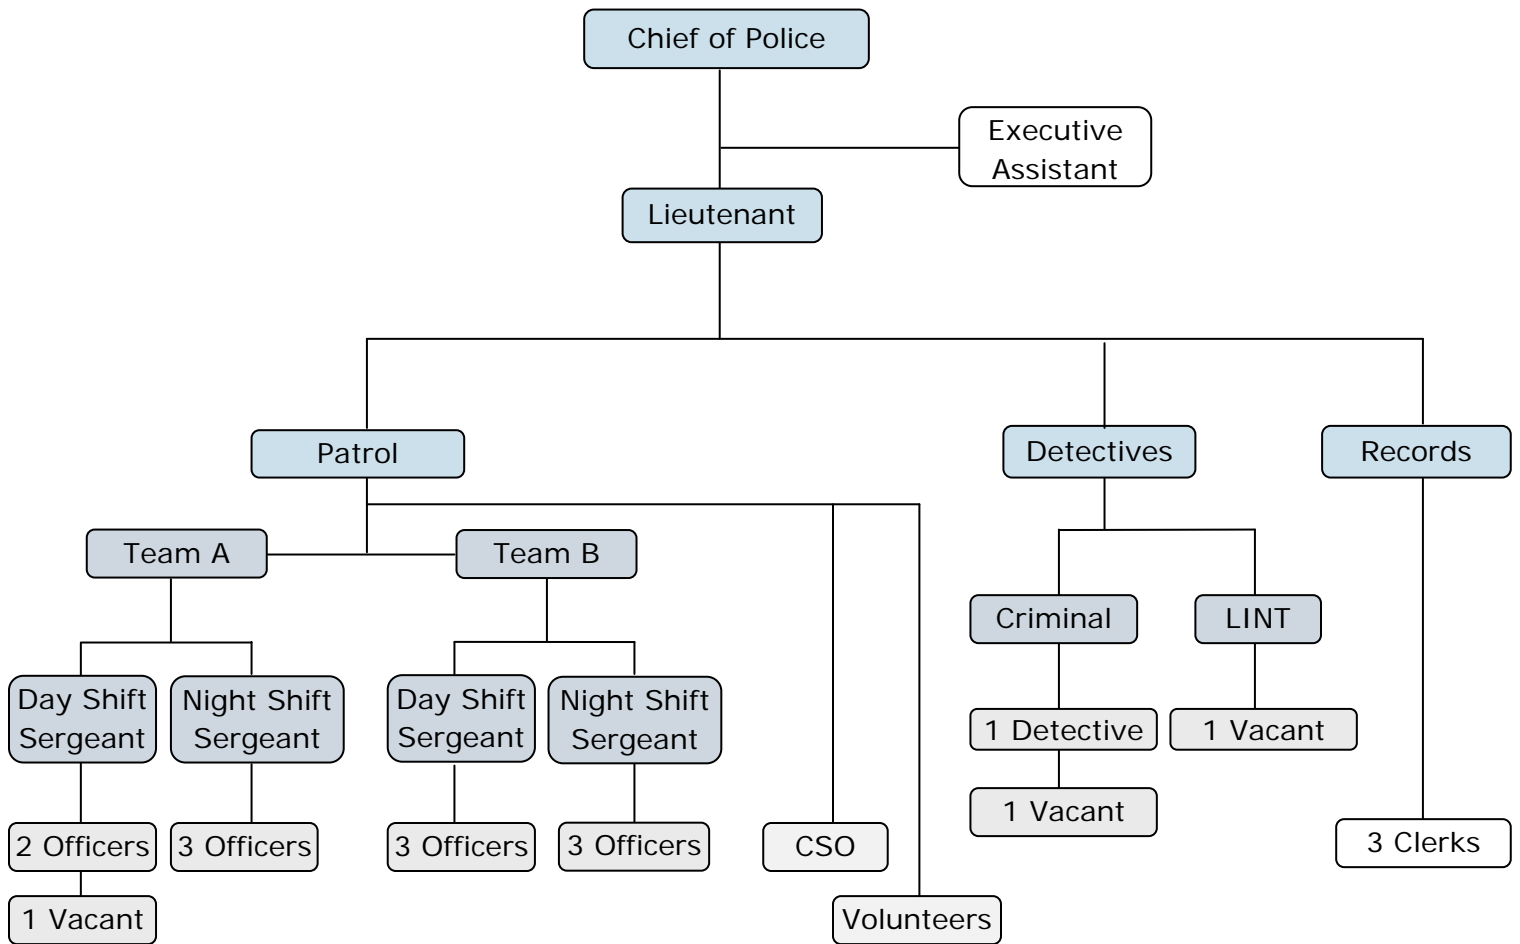 Chief of Police
Executive
Assistant
Lieutenant
Patrol
Detectives
Records
Team A
Team B
Criminal
LINT
Day Shift
Sergeant
Night Shift
Sergeant
Day Shift
Sergeant
Night Shift
Sergeant
1 Detective
1 Vacant
1 Vacant
2 Officers
3 Officers
3 Officers
3 Officers
CSO
3 Clerks
1 Vacant
Volunteers